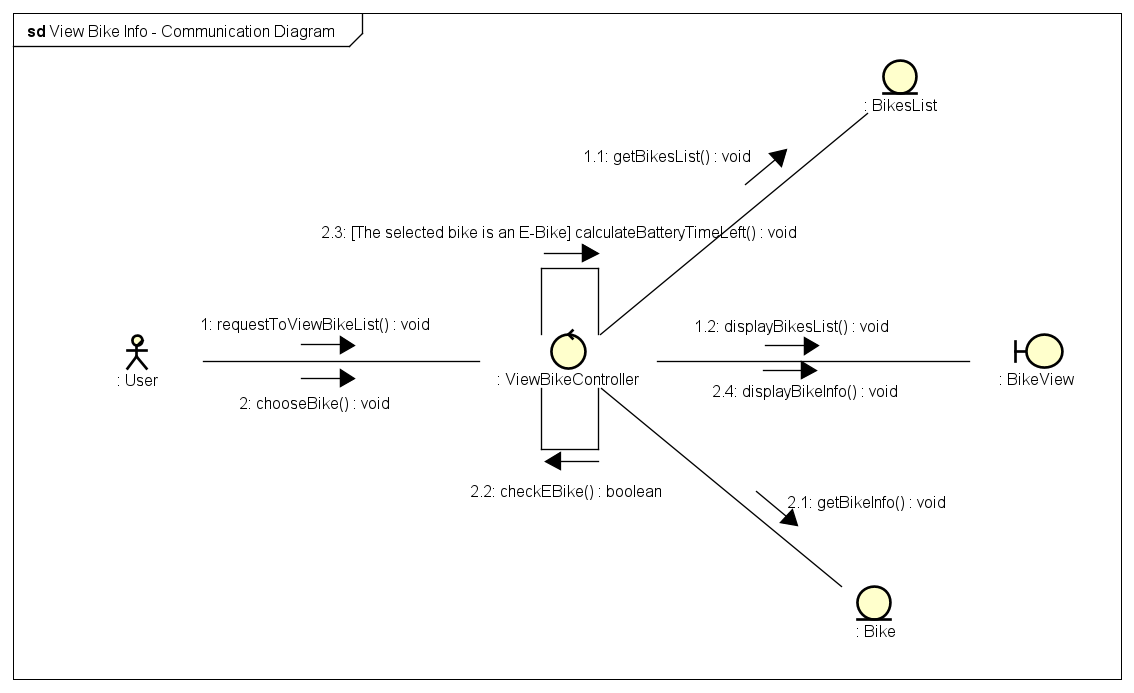 sd View Bike Info - Communication Diagram
: BikesList
1.1: getBikesList() : void
2.3: [The selected bike is an E-Bike] calculateBatteryTimeLeft() : void
1: requestToViewBikeList() : void
1.2: displayBikesList() : void
: User
: ViewBikeController
: BikeView
2: chooseBike() : void
2.4: displayBikeInfo() : void
2.2: checkEBike() : boolean
2.1: getBikeInfo() : void
: Bike